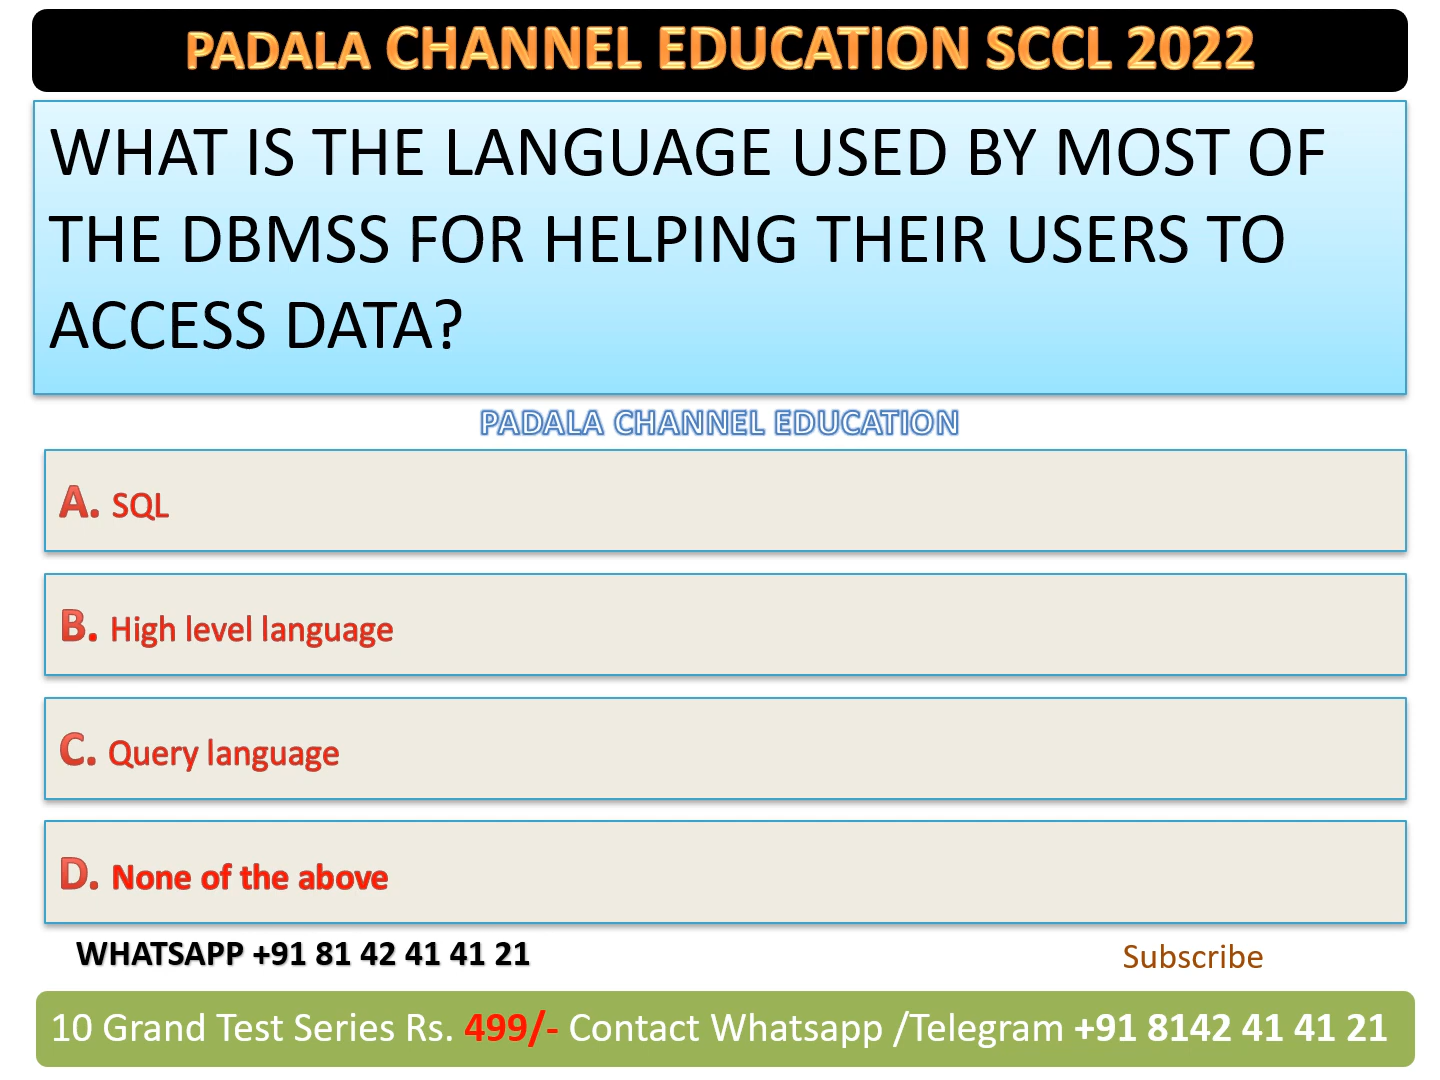 PADALA CHANNEL EDUCATION SCCL 2022
WHAT IS THE LANGUAGE USED BY MOST OF
THE DBMSS FOR HELPING THEIR USERS TO
ACCESS DATA?
PADALA CHANNEL EDUCATION
A. SQL
B. High level language
C. Query language
D. None of the above
WHATSAPP +91 81 42 41 41 21
Subscribe
10 Grand Test Series Rs. 499/- Contact Whatsapp /Telegram +91 8142 41 41 21